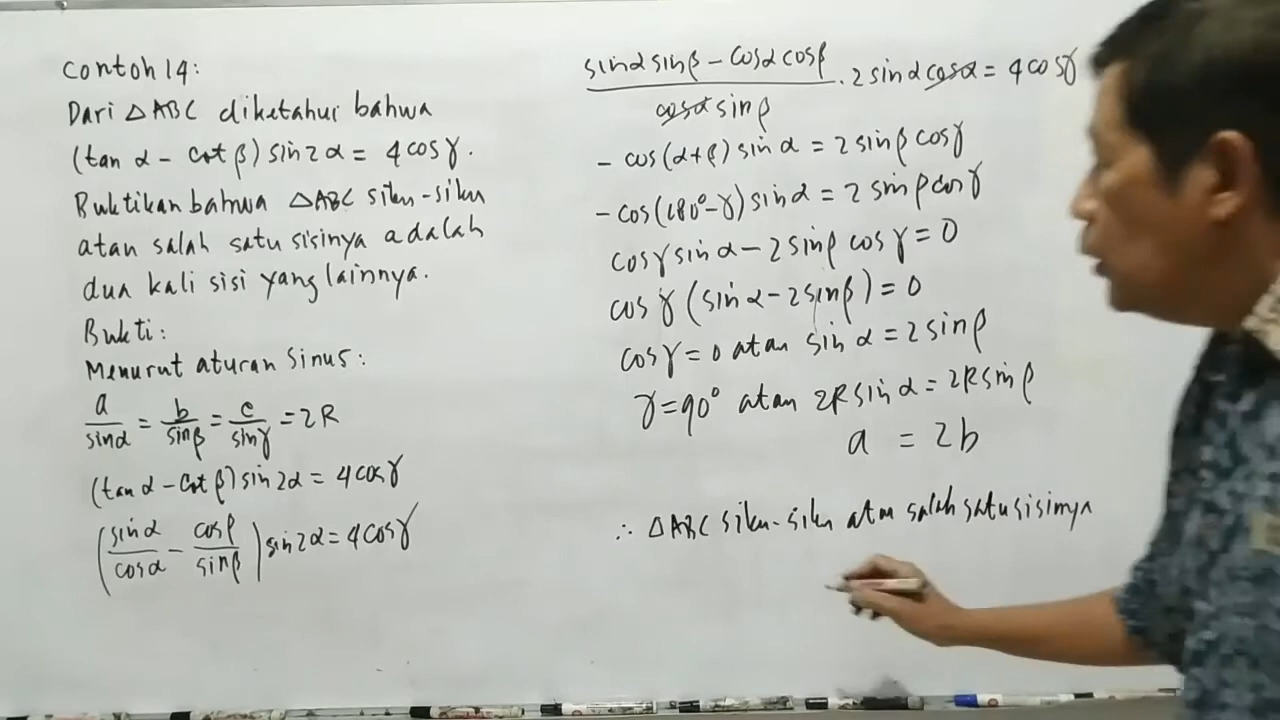 Contoh 14:
Dari △ABC diketahui bahwa
(tan α - cot β) sin 2α = 4 cos γ.
Buktikan bahwa △ABC siku-siku
atau salah satu sisinya adalah
dua kali sisi yang lainnya.
Bukti:
Menurut aturan sinus:
a/sin α = b/sin β = c/sin γ = 2R
(tan α - cot β) sin 2α = 4 cos γ
(sin α/cos α - cos β/sin β) sin 2α = 4 cos γ
(sin α sin β - cos α cos β)/(cos α sin β) . 2 sin α cos α = 4 cos γ
- cos(α+β) sin α = 2 sin β cos γ
- cos(180° - γ) sin α = 2 sin β cos γ
cos γ sin α - 2 sin β cos γ = 0
cos γ (sin α - 2 sin β) = 0
cos γ = 0 atau sin α = 2 sin β
γ = 90° atau 2R sin α = 2R sin β
a = 2b
∴ △ABC siku-siku atau salah satu sisinya